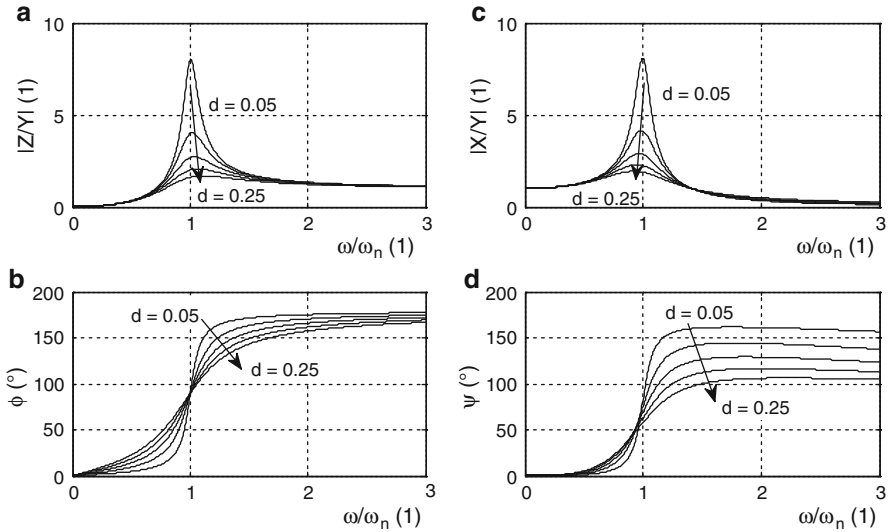 a
|Z/Y| (1)
10
5
0
d = 0.05
d = 0.25
0 1 2 3
ω/ωn (1)
c
|X/Y| (1)
10
5
0
d = 0.05
d = 0.25
0 1 2 3
ω/ωn (1)
b
ϕ (°)
200
150
100
50
0
d = 0.05
d = 0.25
0 1 2 3
ω/ωn (1)
d
ψ (°)
200
150
100
50
0
d = 0.05
d = 0.25
0 1 2 3
ω/ωn (1)